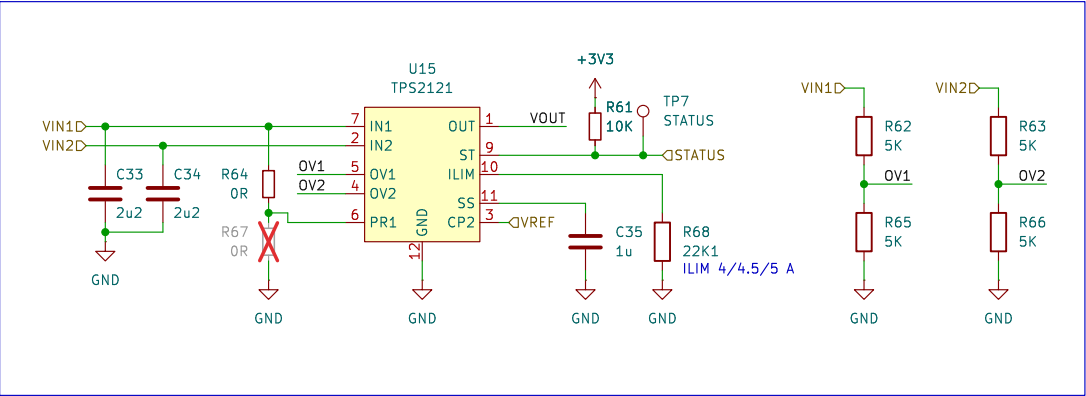 U15
TPS2121
+3V3
VIN1
VIN2
7 IN1
2 IN2
OV1 5 OV1
OV2 4 OV2
6 PR1
GND
12
OUT 1 VOUT
ST 9
ILIM 10
SS 11
CP2 3 VREF
R61
10K
TP7
STATUS
STATUS
C33
2u2
C34
2u2
R64
0R
R67
0R
C35
1u
R68
22K1
ILIM 4/4.5/5 A
GND
GND
GND
GND
GND
VIN1
R62
5K
OV1
R65
5K
GND
VIN2
R63
5K
OV2
R66
5K
GND